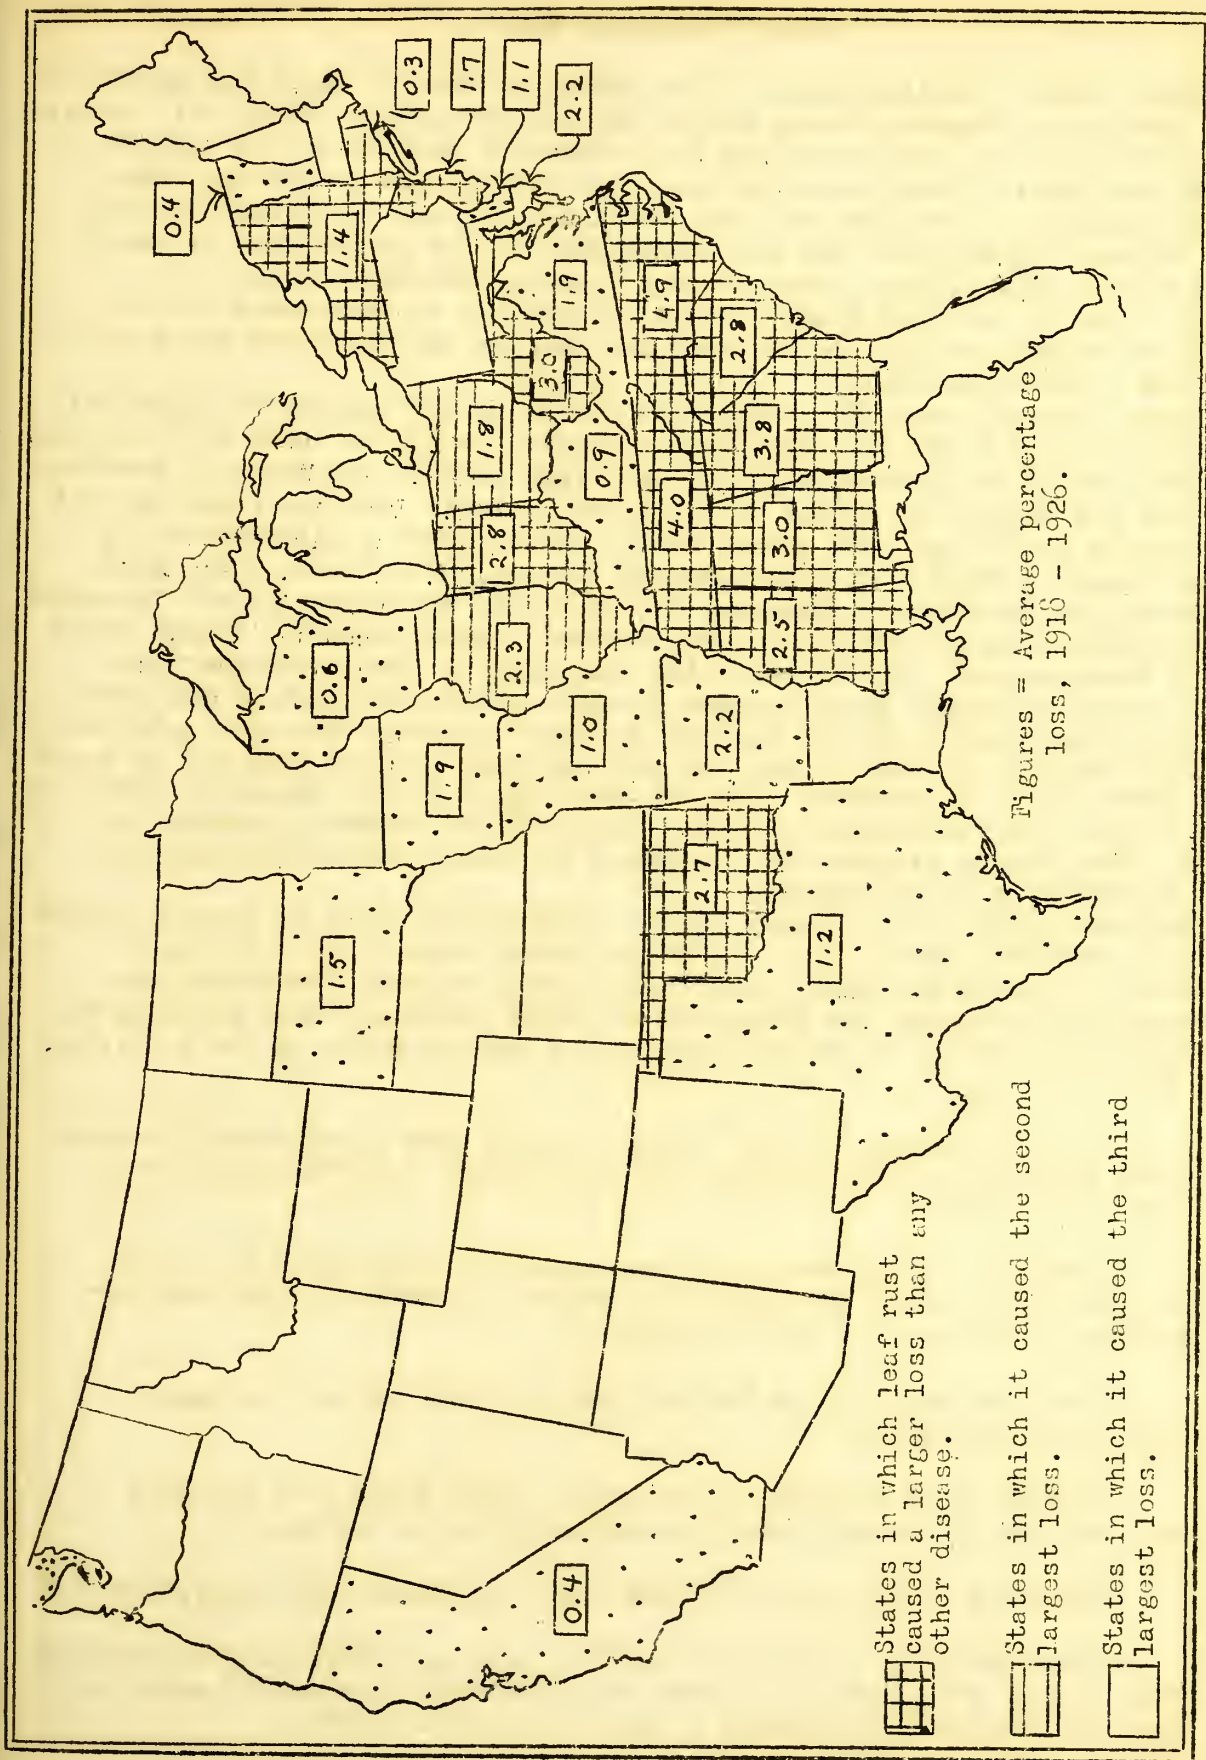 0.4
0.6
1.5
1.4
0.3
1.9
1.7
1.8
2.8
2.3
1.1
3.0
0.4
1.9
2.2
1.0
0.9
4.9
4.0
2.7
2.2
2.8
3.8
3.0
2.5
1.2
States in which leaf rust
caused a larger loss than any
other disease.
States in which it caused the second
largest loss.
States in which it caused the third
largest loss.
Figures = Average percentage
loss, 1918 - 1926.